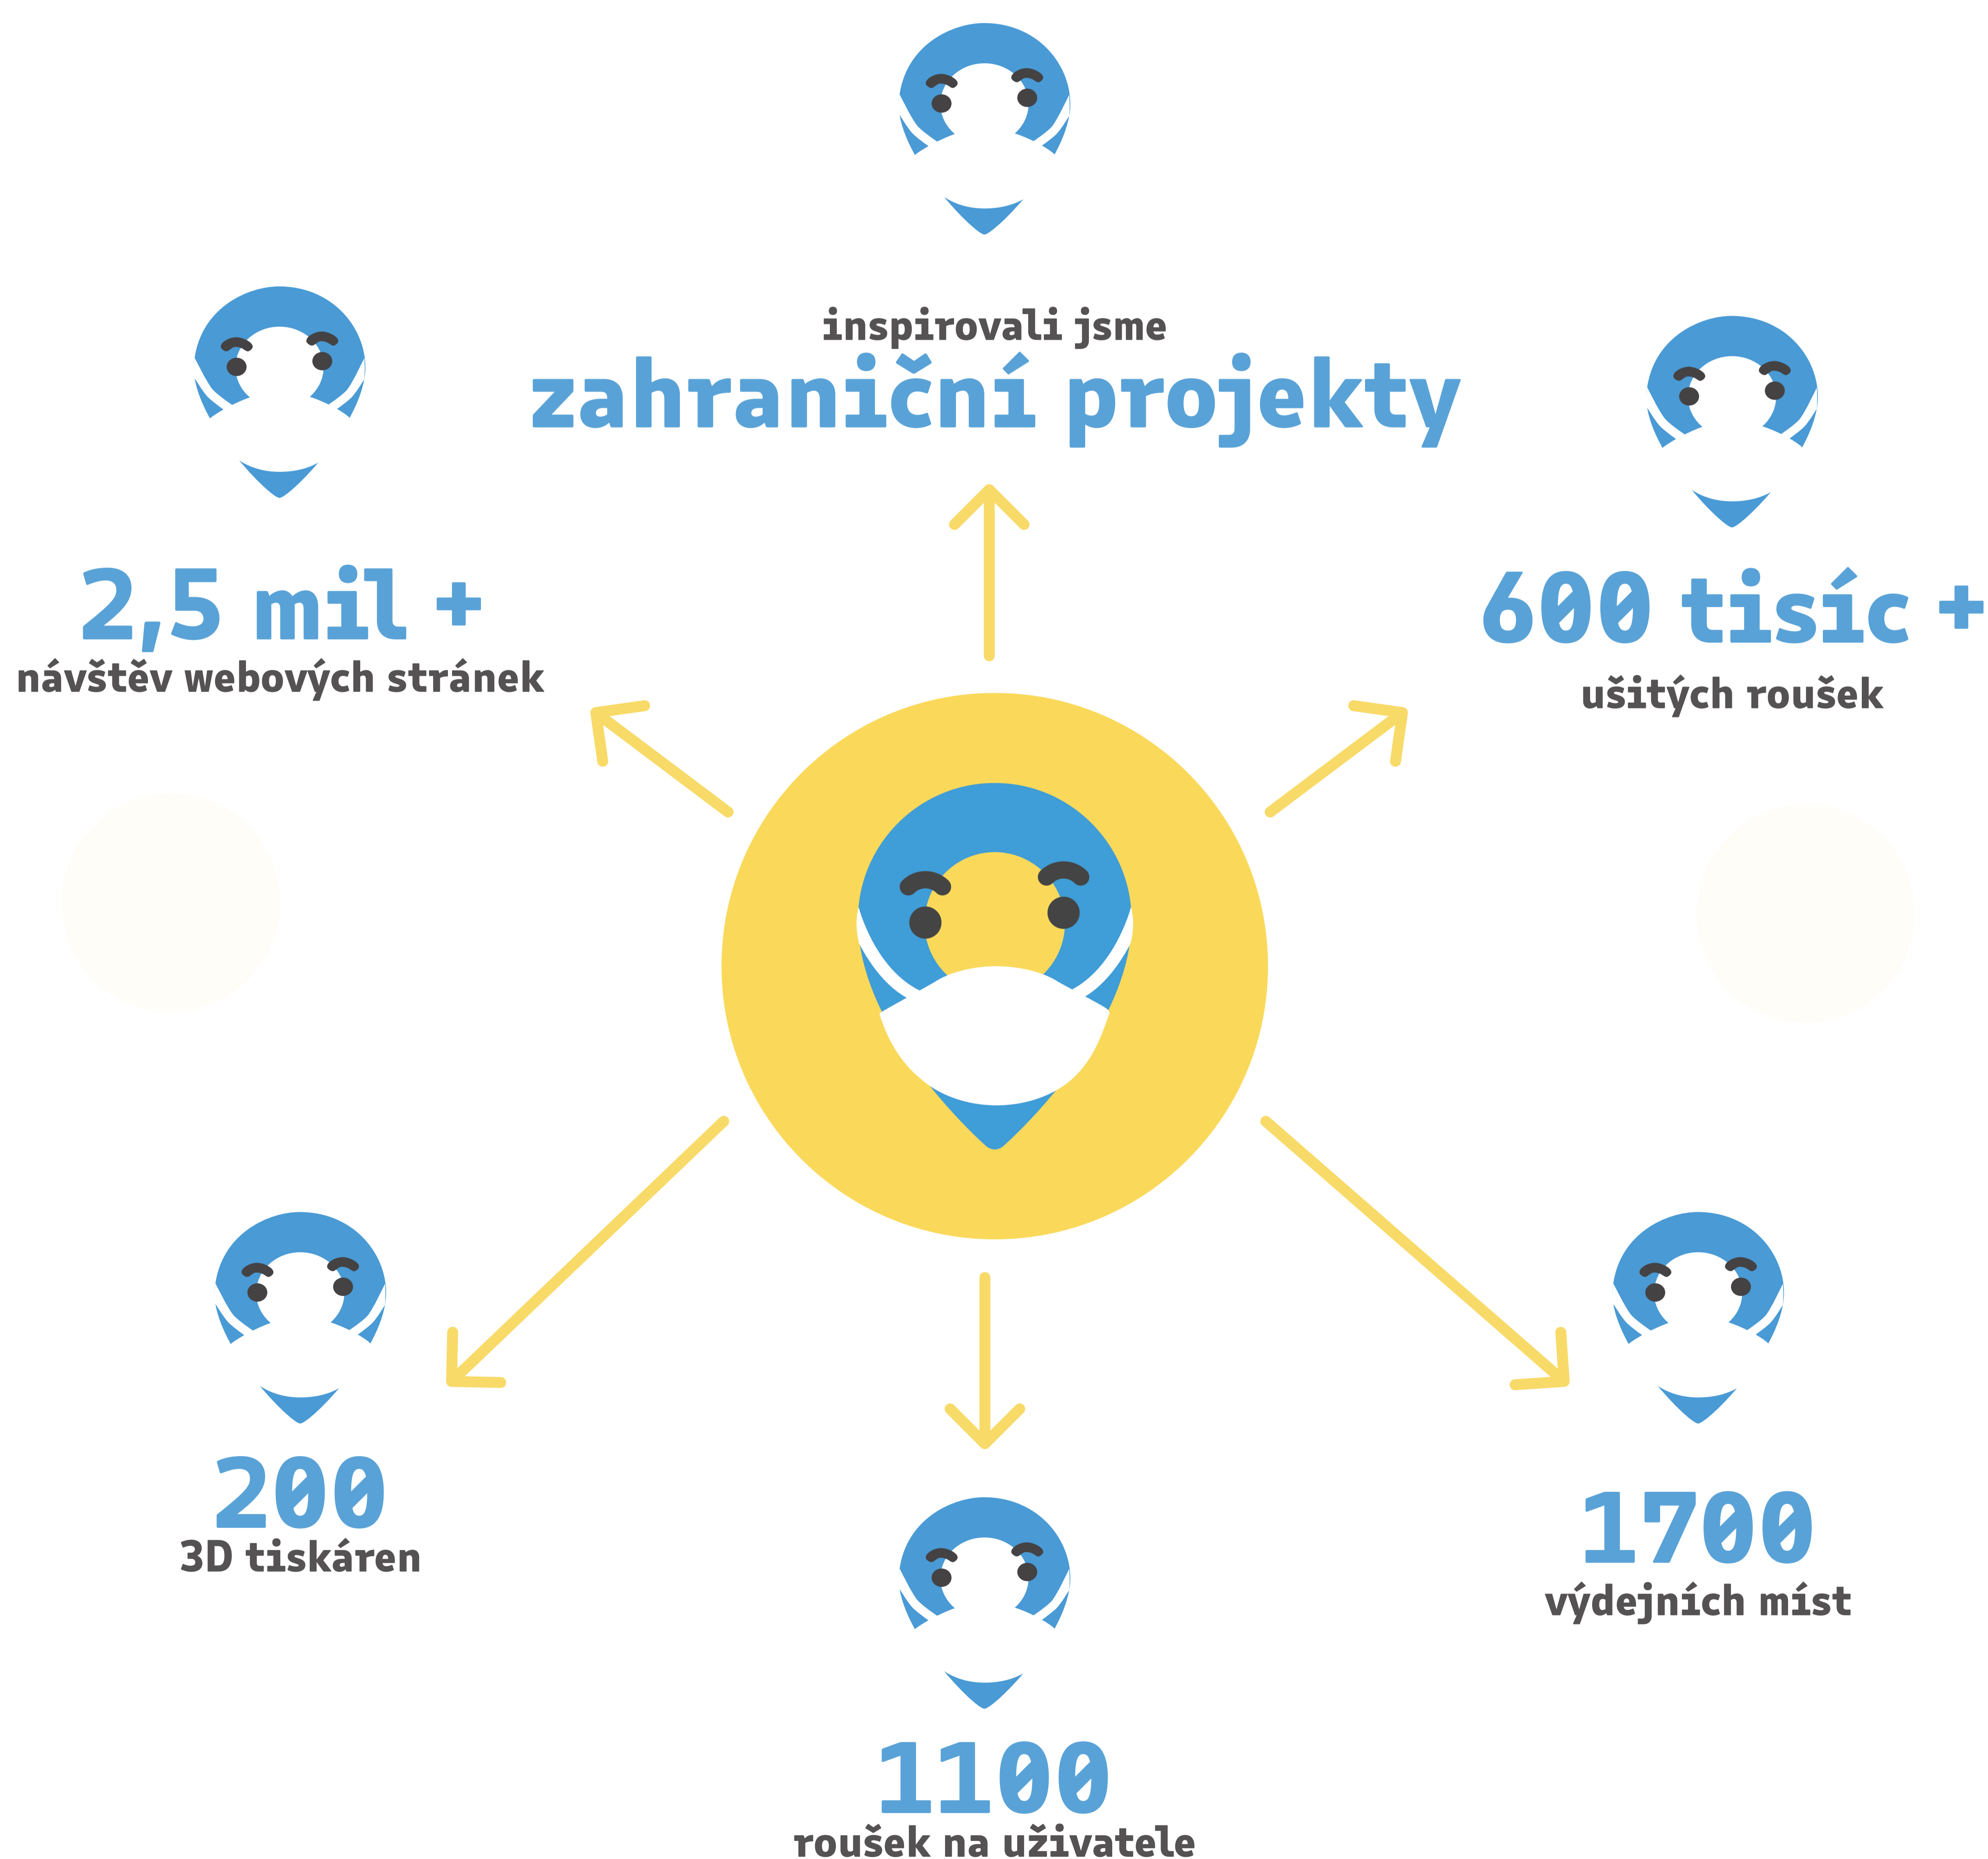 inspirovali jsme
zahraniční projekty
2,5 mil +
návštěv webových stránek
600 tisíc +
ušitých roušek
200
3D tiskáren
1700
výdejních míst
1100
roušek na uživatele